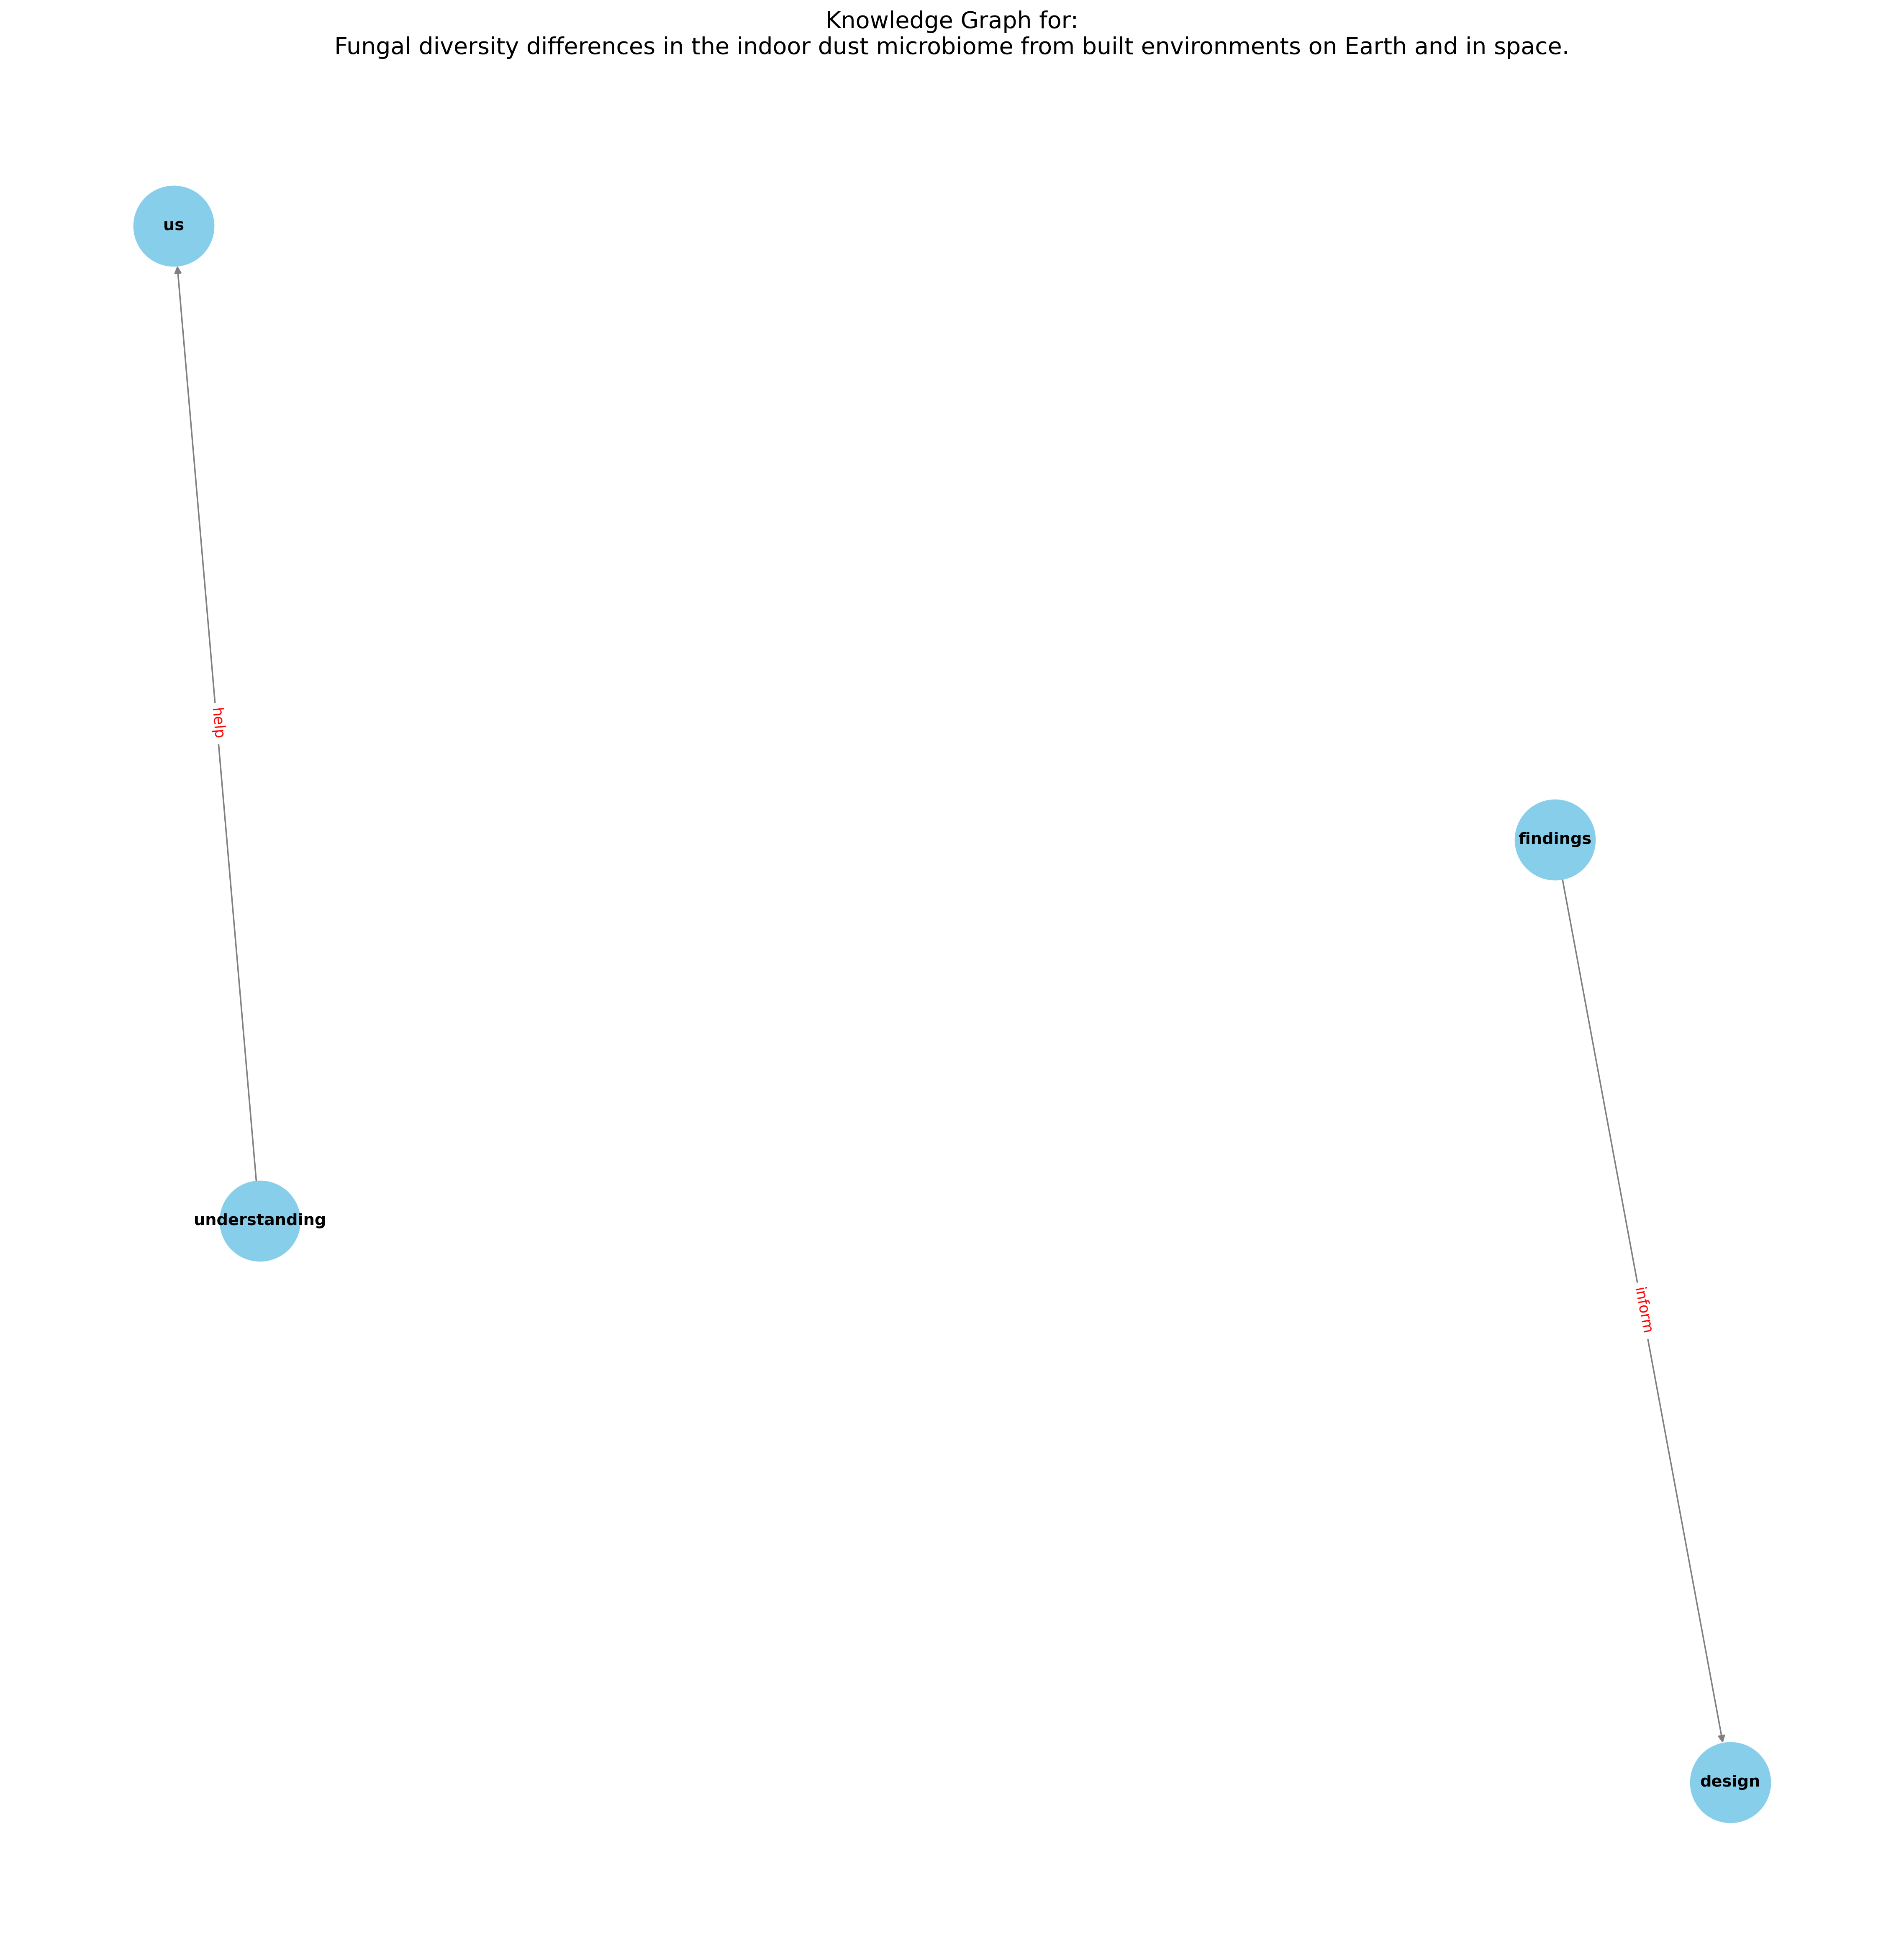 Knowledge Graph for:
Fungal diversity differences in the indoor dust microbiome from built environments on Earth and in space.
us
help
findings
understanding
inform
design